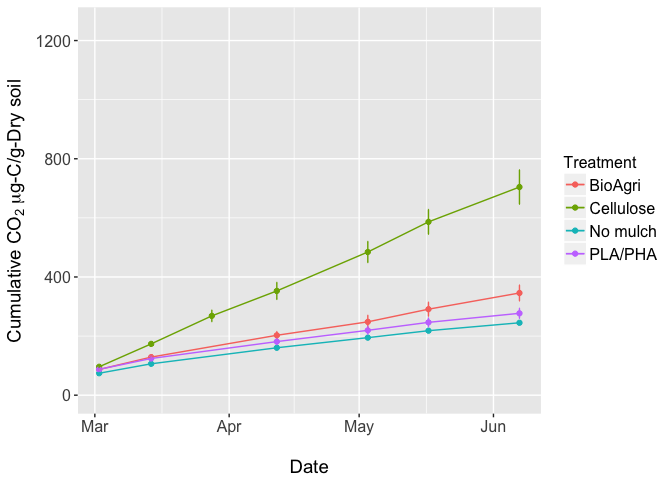 Cumulative CO₂ μg-C/g-Dry soil
1200
800
400
0
Mar Apr May Jun
Date
Treatment
BioAgri
Cellulose
No mulch
PLA/PHA